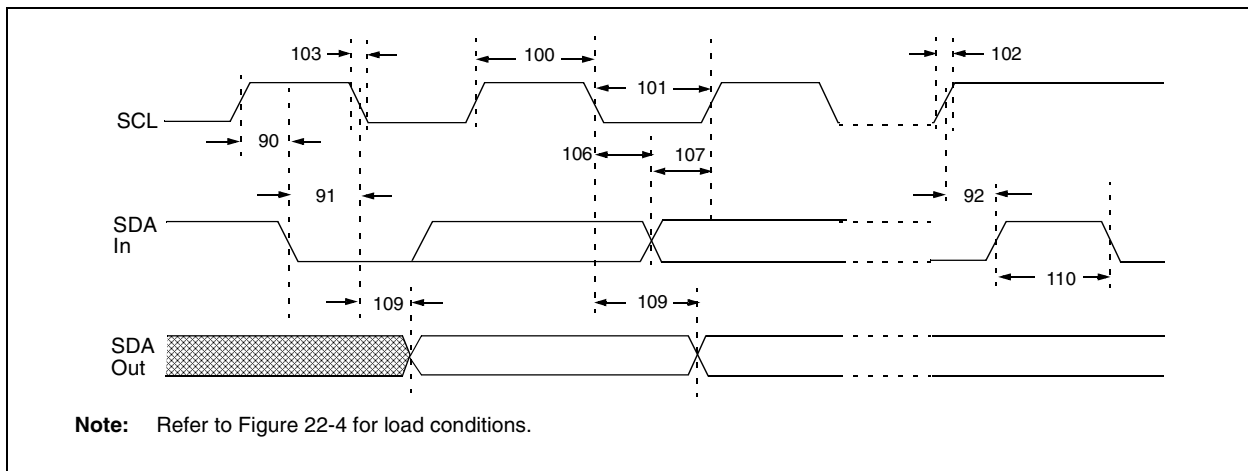 103
100
102
101
SCL
90
106
107
91
92
SDA
In
110
109
109
SDA
Out
Note: Refer to Figure 22-4 for load conditions.